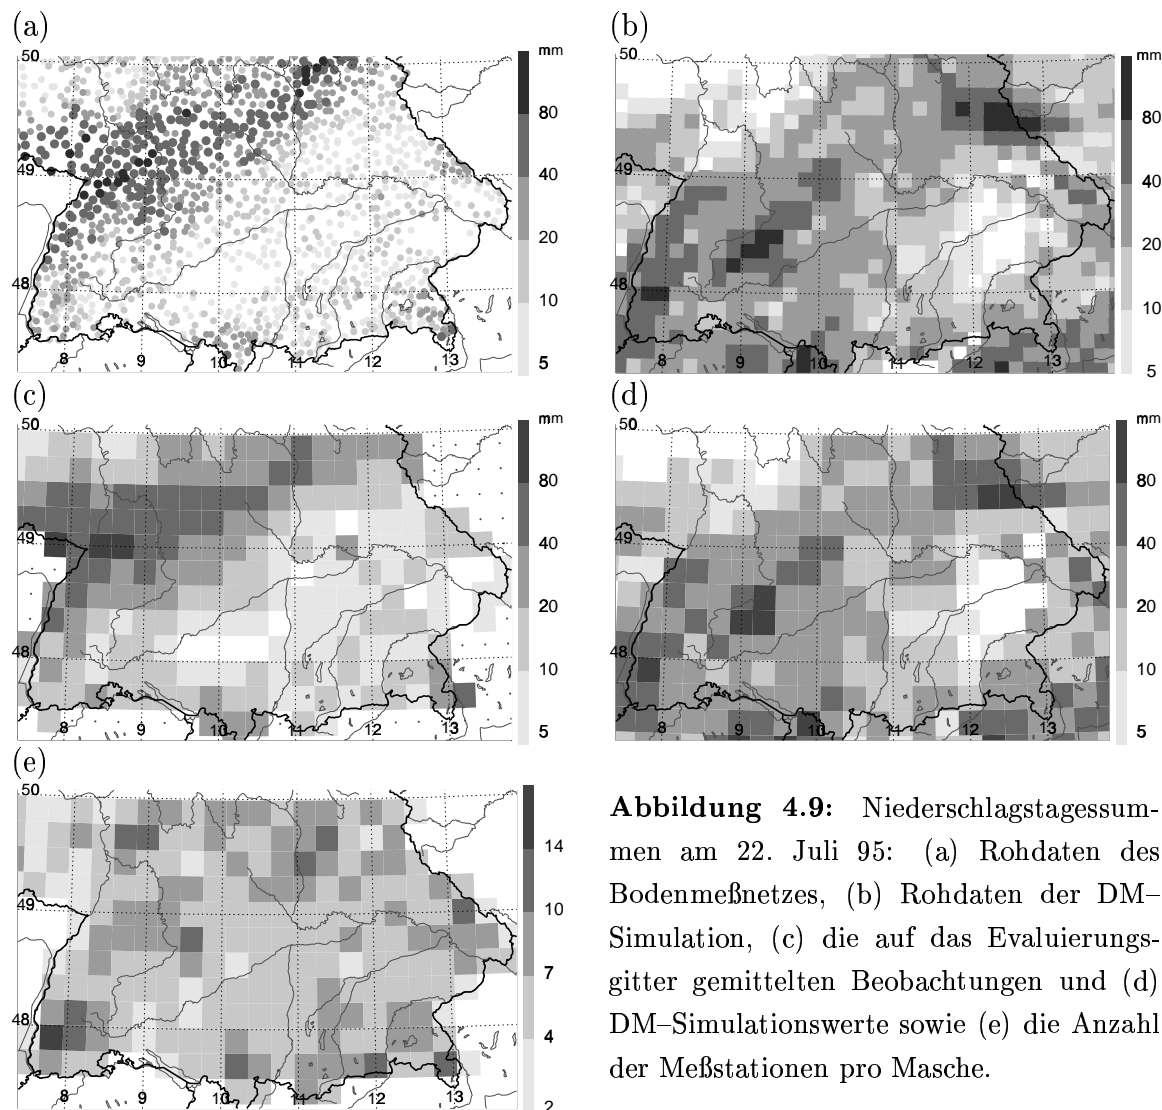 (a)
mm
50
80
49
40
20
48
10
8 9 10 11 12 13
5
(b)
mm
50
80
49
40
20
48
10
8 9 10 11 12 13
5
(c)
mm
50
80
49
40
20
48
10
8 9 10 11 12 13
5
(d)
mm
50
80
49
40
20
48
10
8 9 10 11 12 13
5
(e)
50
14
49
10
7
48
4
8 9 10 11 12 13
2
Abbildung 4.9: Niederschlagstagessum-
men am 22. Juli 95: (a) Rohdaten des
Bodenmeßnetzes, (b) Rohdaten der DM–
Simulation, (c) die auf das Evaluierungs-
gitter gemittelten Beobachtungen und (d)
DM–Simulationswerte sowie (e) die Anzahl
der Meßstationen pro Masche.